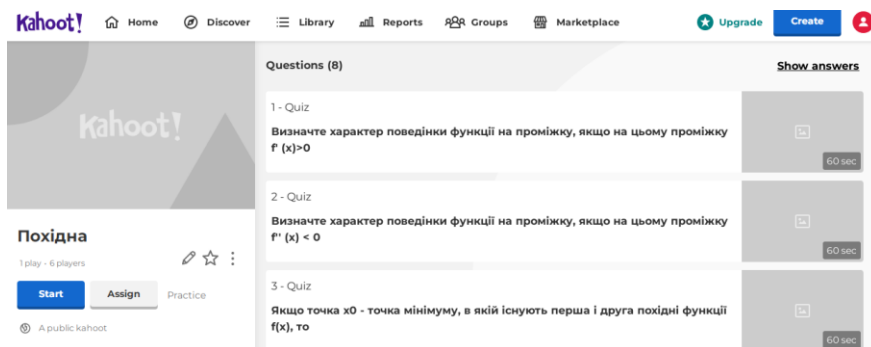 Kahoot! Home Discover Library Reports Groups Marketplace Upgrade Create
Kahoot!
Похідна
1 play · 6 players
Start Assign Practice
A public kahoot
Questions (8) Show answers
1 - Quiz
Визначте характер поведінки функції на проміжку, якщо на цьому проміжку
f' (x)>0
60 sec
2 - Quiz
Визначте характер поведінки функції на проміжку, якщо на цьому проміжку
f'' (x) < 0
60 sec
3 - Quiz
Якщо точка x0 - точка мінімуму, в якій існують перша і друга похідні функції
f(x), то
60 sec